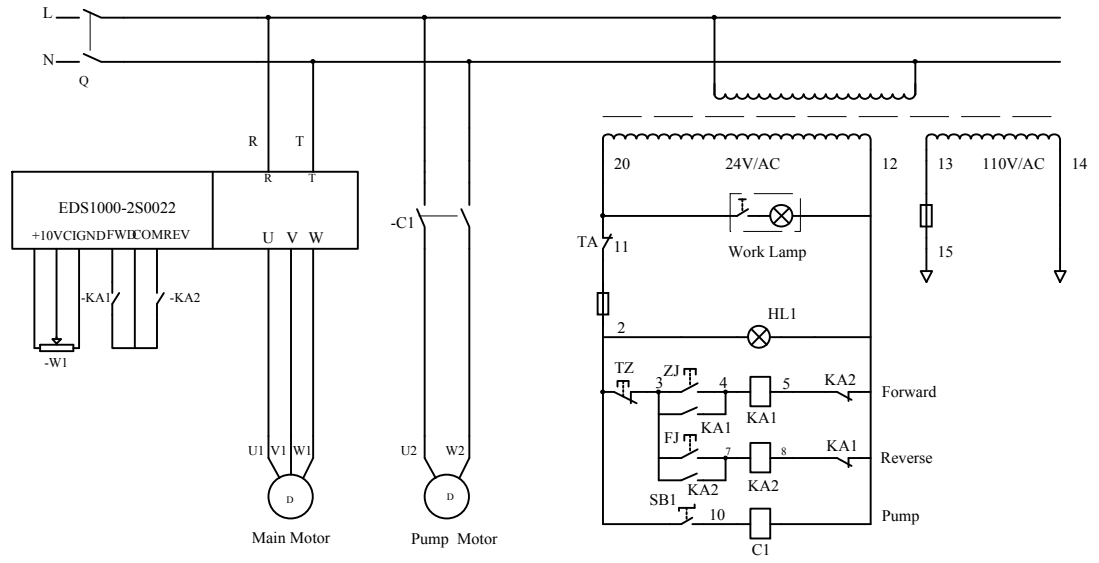 L
N
Q
R T
R T
EDS1000-2S0022
+10VCIGNDFWDCOMREV
U V W
-KA1
-KA2
-W1
-C1
U1 V1 W1
D
Main Motor
U2 W2
D
Pump Motor
20 24V/AC 12 13 110V/AC 14
TA 11
Work Lamp
15
2
HL1
TZ
3
ZJ
4
KA1
5
KA2
Forward
KA1
FJ
7
KA2
8
KA1
Reverse
KA2
SB1
10
C1
Pump